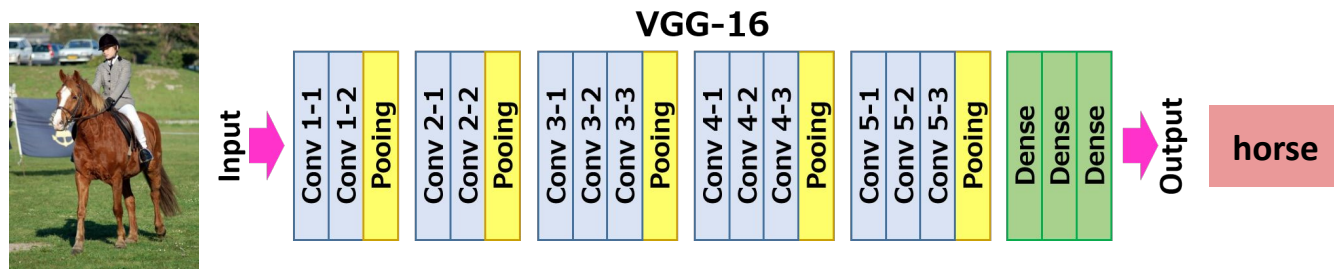 VGG-16
Input
Conv 1-1
Conv 1-2
Pooing
Conv 2-1
Conv 2-2
Pooing
Conv 3-1
Conv 3-2
Conv 3-3
Pooing
Conv 4-1
Conv 4-2
Conv 4-3
Pooing
Conv 5-1
Conv 5-2
Conv 5-3
Pooing
Dense
Dense
Dense
Output
horse